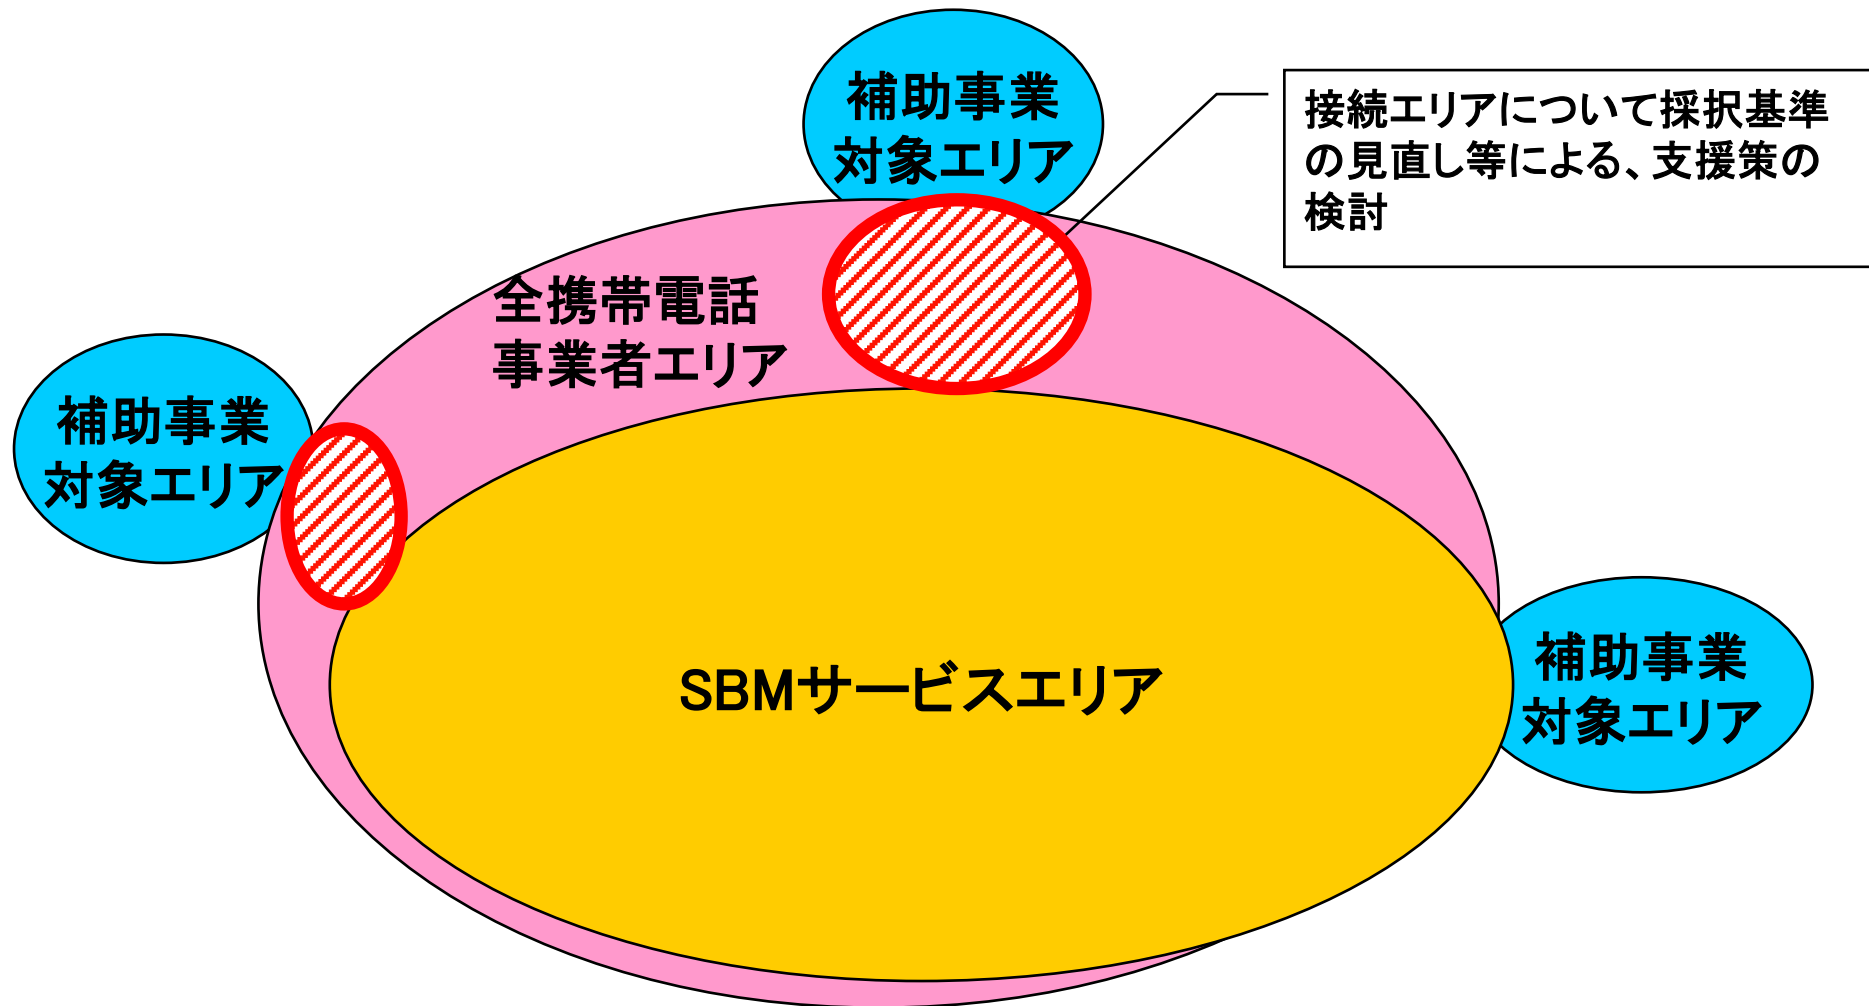 補助事業
対象エリア
接続エリアについて採択基準
の見直し等による、支援策の
検討
全携帯電話
事業者エリア
補助事業
対象エリア
SBMサービスエリア
補助事業
対象エリア